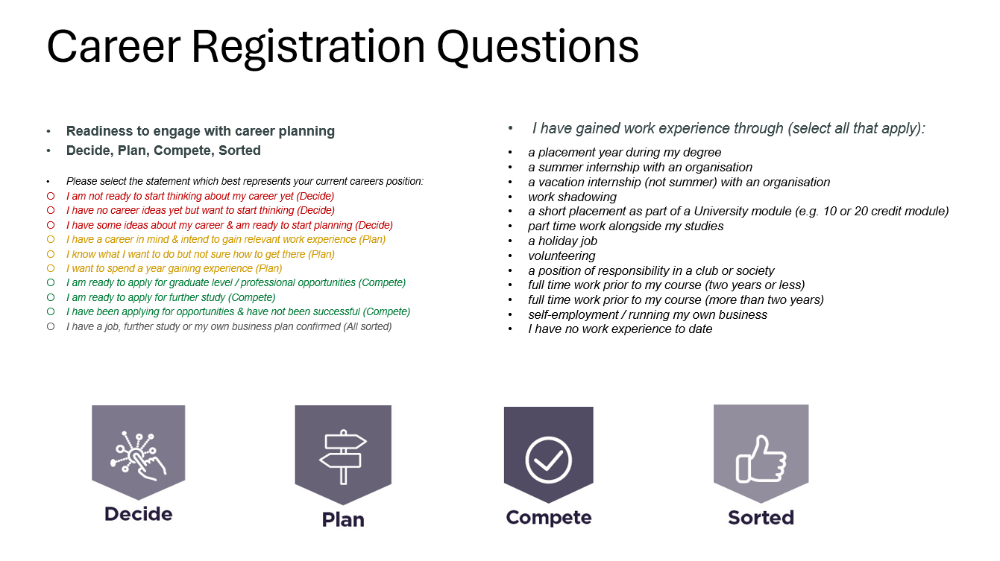 Career Registration Questions
• Readiness to engage with career planning
• Decide, Plan, Compete, Sorted
• Please select the statement which best represents your current careers position:
O I am not ready to start thinking about my career yet (Decide)
O I have no career ideas yet but want to start thinking (Decide)
O I have some ideas about my career & am ready to start planning (Decide)
O I have a career in mind & intend to gain relevant work experience (Plan)
O I know what I want to do but not sure how to get there (Plan)
O I want to spend a year gaining experience (Plan)
O I am ready to apply for graduate level / professional opportunities (Compete)
O I am ready to apply for further study (Compete)
O I have been applying for opportunities & have not been successful (Compete)
O I have a job, further study or my own business plan confirmed (All sorted)
• I have gained work experience through (select all that apply):
• a placement year during my degree
• a summer internship with an organisation
• a vacation internship (not summer) with an organisation
• work shadowing
• a short placement as part of a University module (e.g. 10 or 20 credit module)
• part time work alongside my studies
• a holiday job
• volunteering
• a position of responsibility in a club or society
• full time work prior to my course (two years or less)
• full time work prior to my course (more than two years)
• self-employment / running my own business
• I have no work experience to date
Decide
Plan
Compete
Sorted